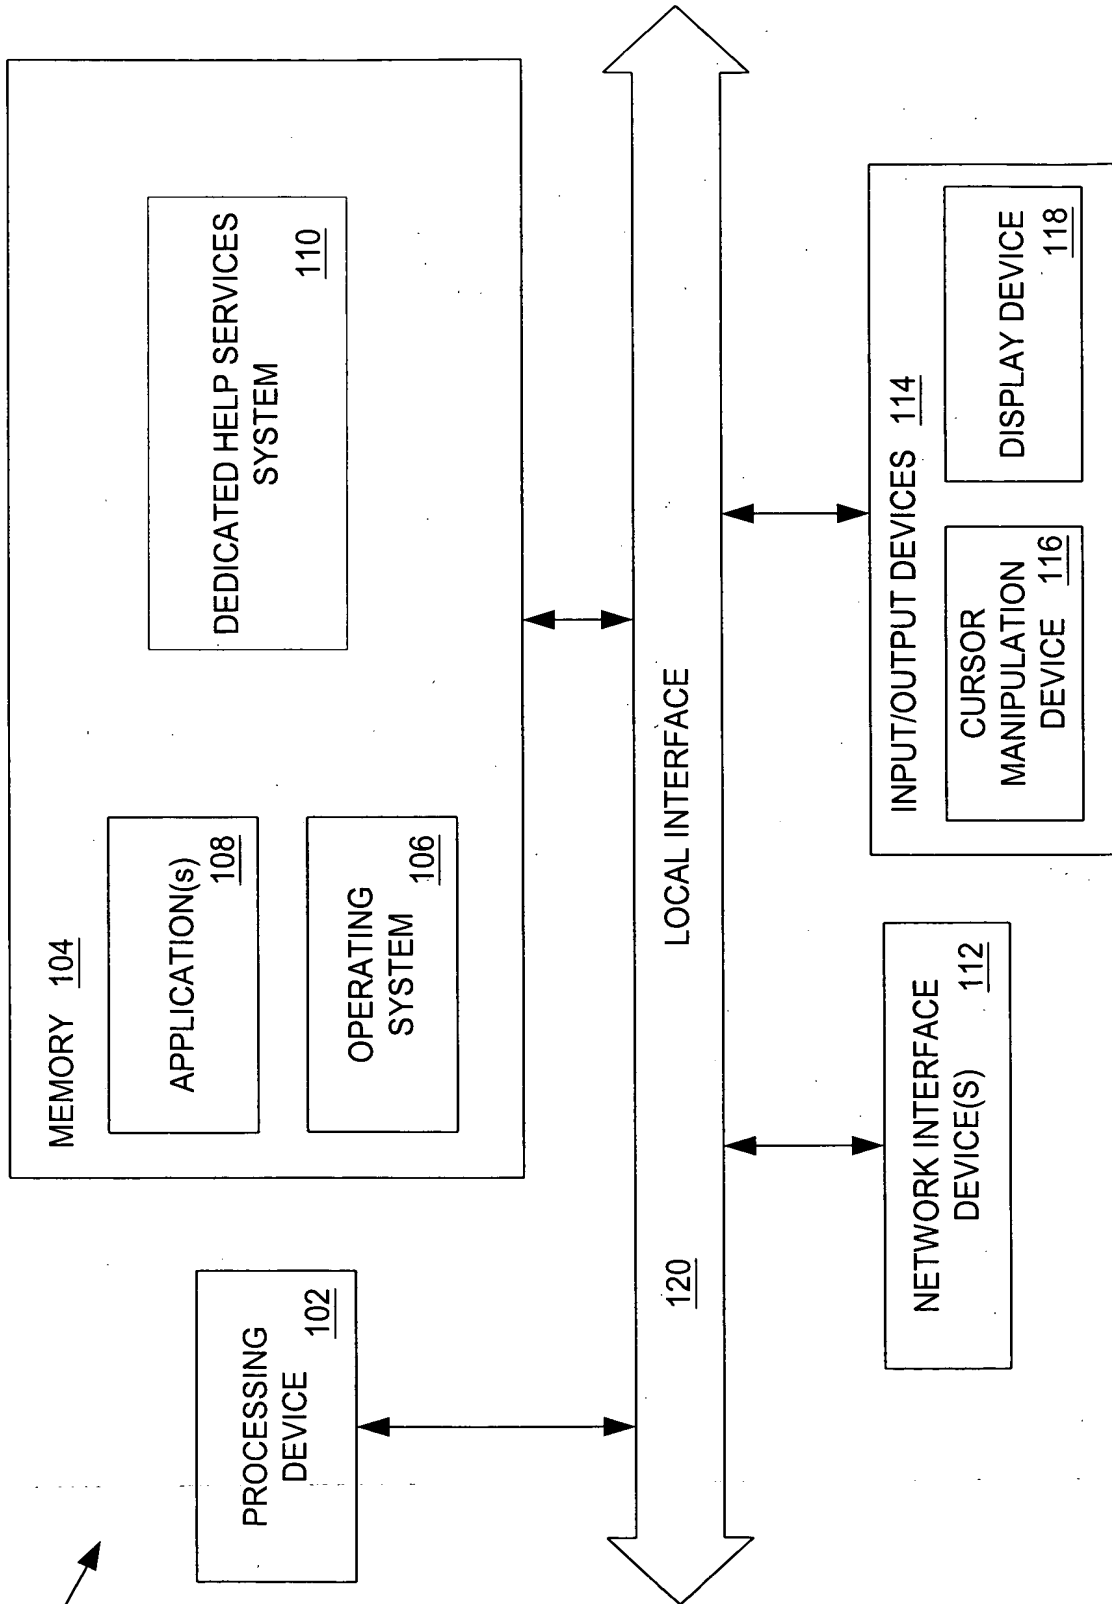 PROCESSING
DEVICE
102
MEMORY 104
APPLICATION(s)
108
OPERATING
SYSTEM
106
DEDICATED HELP SERVICES
SYSTEM
110
120
LOCAL INTERFACE
NETWORK INTERFACE
DEVICE(S)
112
INPUT/OUTPUT DEVICES 114
CURSOR
MANIPULATION
DEVICE 116
DISPLAY DEVICE
118